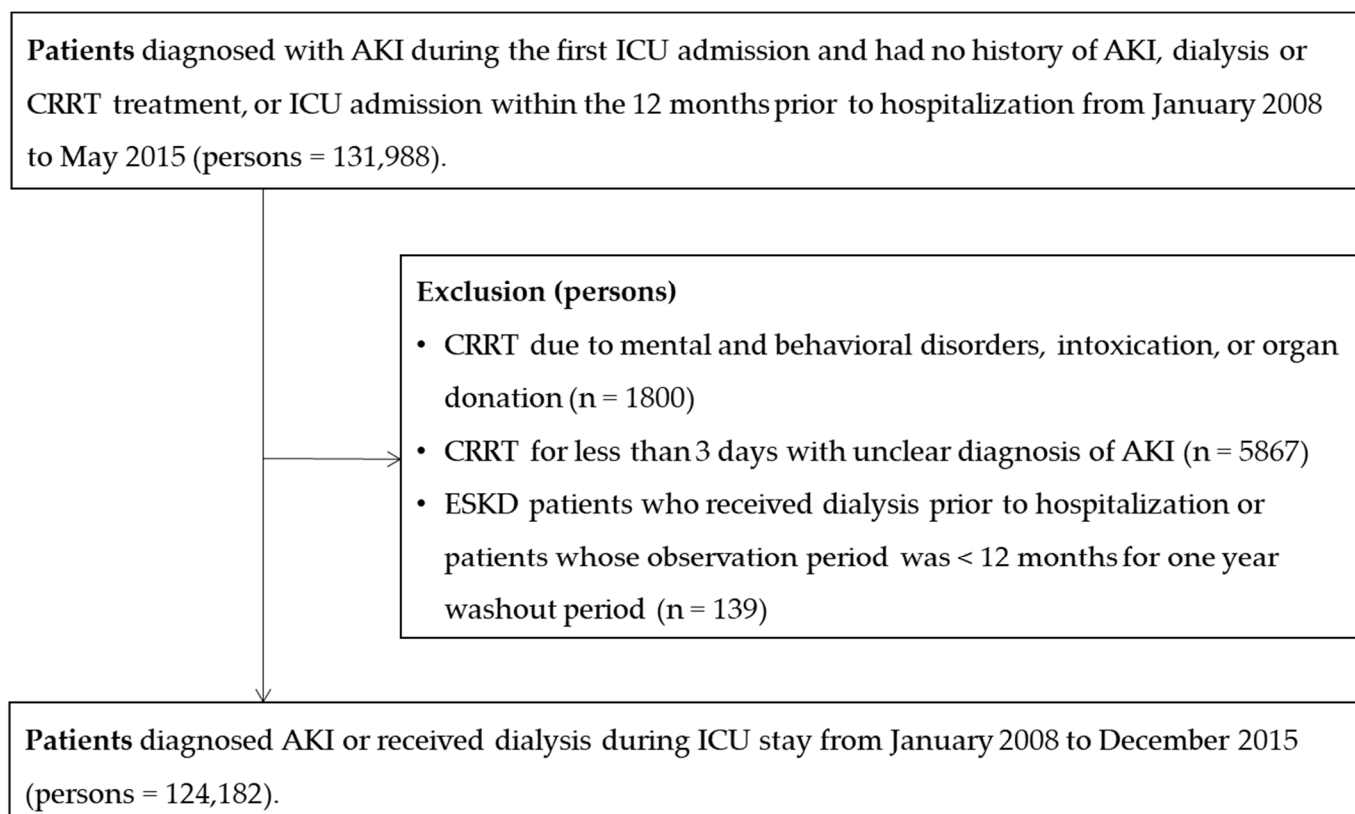 Patients diagnosed with AKI during the first ICU admission and had no history of AKI, dialysis or
CRRT treatment, or ICU admission within the 12 months prior to hospitalization from January 2008
to May 2015 (persons = 131,988).
Exclusion (persons)
• CRRT due to mental and behavioral disorders, intoxication, or organ
donation (n = 1800)
• CRRT for less than 3 days with unclear diagnosis of AKI (n = 5867)
• ESKD patients who received dialysis prior to hospitalization or
patients whose observation period was < 12 months for one year
washout period (n = 139)
Patients diagnosed AKI or received dialysis during ICU stay from January 2008 to December 2015
(persons = 124,182).